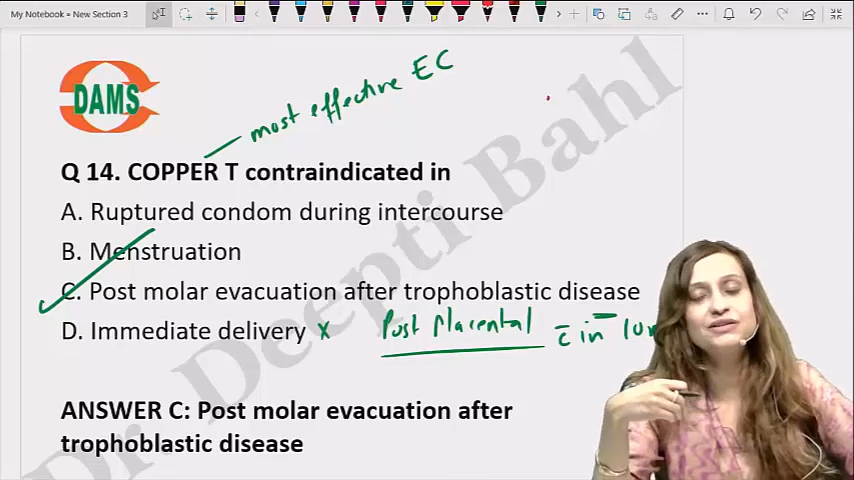 My Notebook = New Section 3
DAMS
most effective EC
Q 14. COPPER T contraindicated in
A. Ruptured condom during intercourse
B. Menstruation
C. Post molar evacuation after trophoblastic disease
D. Immediate delivery x Post Placental c̄ in 10
ANSWER C: Post molar evacuation after
trophoblastic disease
Dr Deepti Bahl